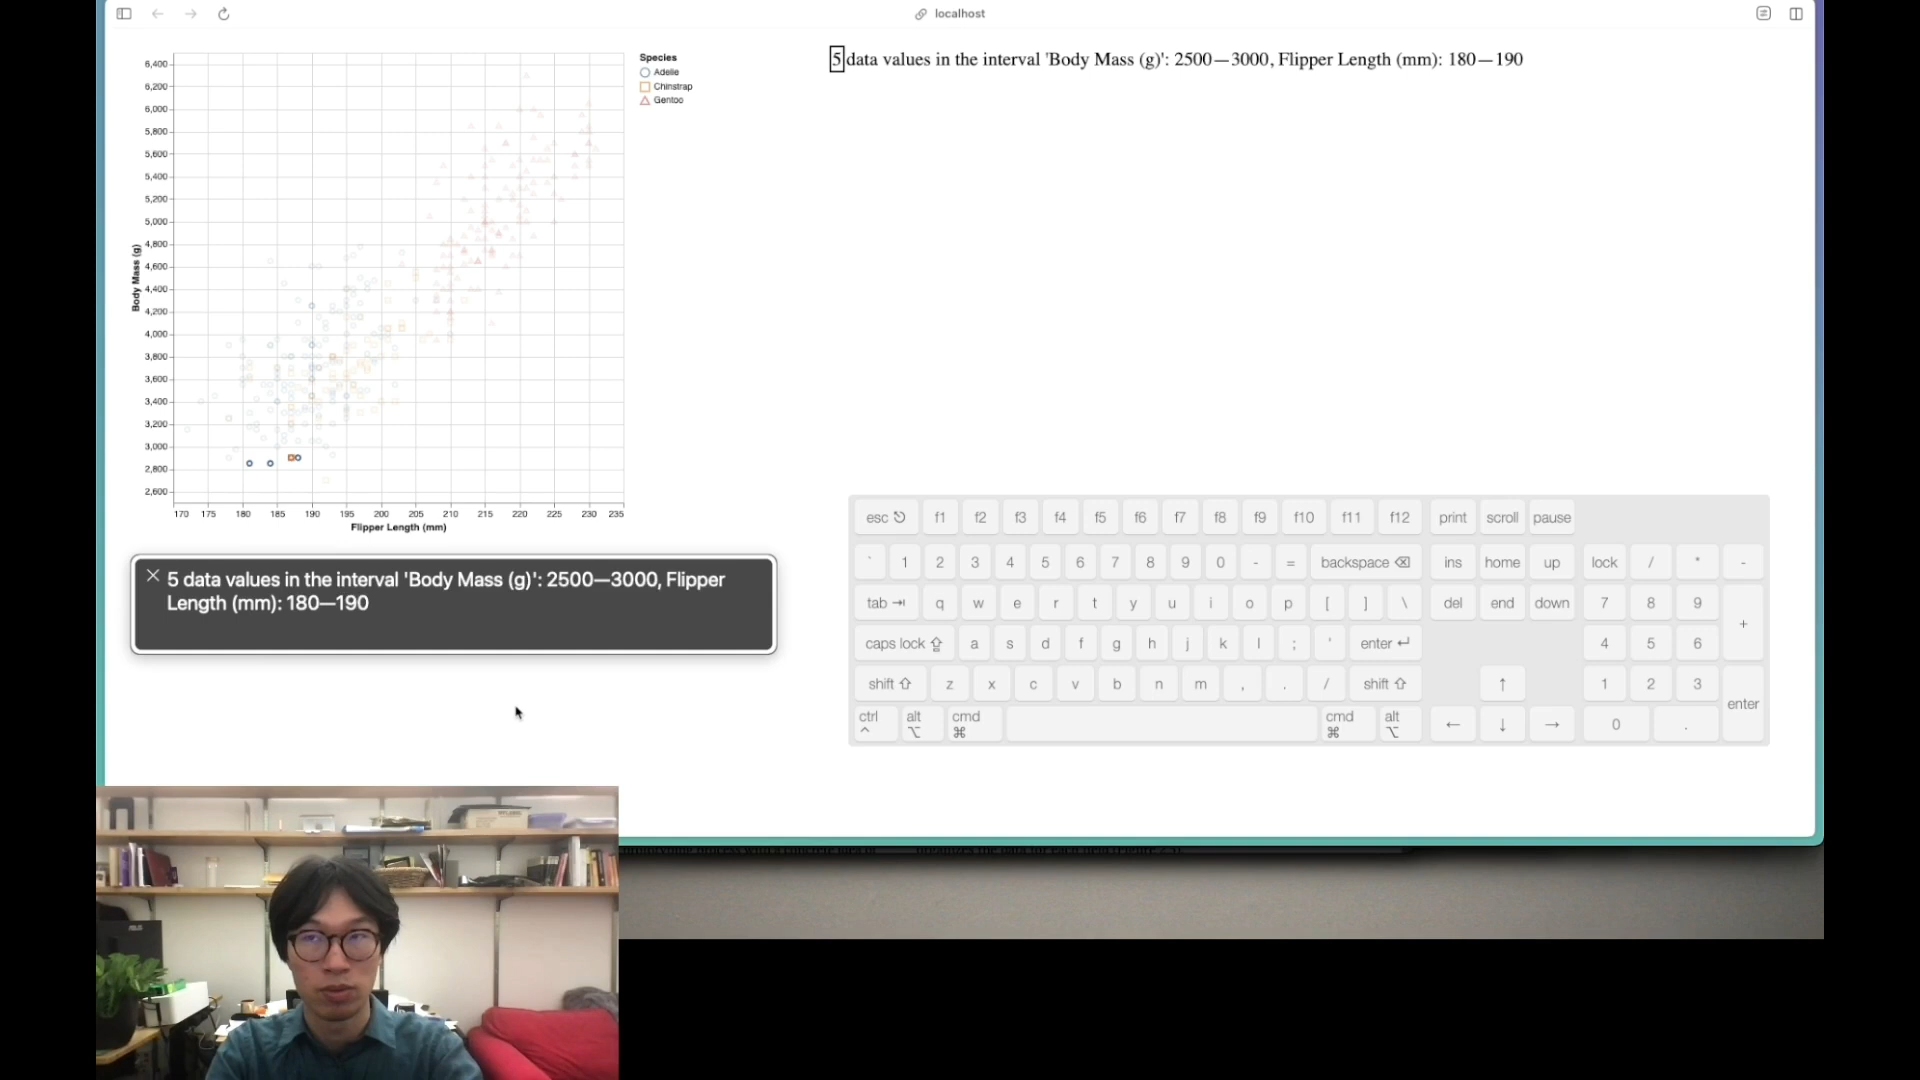 localhost
6,400
6,200
6,000
5,800
5,600
5,400
5,200
5,000
4,800
4,600
4,400
4,200
4,000
3,800
3,600
3,400
3,200
3,000
2,800
2,600
Body Mass (g)
170 175 180 185 190 195 200 205 210 215 220 225 230 235
Flipper Length (mm)
Species
Adelie
Chinstrap
Gentoo
5 data values in the interval 'Body Mass (g)': 2500—3000, Flipper Length (mm): 180—190
× 5 data values in the interval 'Body Mass (g)': 2500—3000, Flipper
Length (mm): 180—190
esc f1 f2 f3 f4 f5 f6 f7 f8 f9 f10 f11 f12 print scroll pause
` 1 2 3 4 5 6 7 8 9 0 - = backspace ⌫ ins home up lock / * -
tab q w e r t y u i o p [ ] \ del end down 7 8 9 +
caps lock a s d f g h j k l ; ' enter ↵ 4 5 6
shift ⇧ z x c v b n m , . / shift ⇧ ↑ 1 2 3 enter
ctrl ^ alt ⌥ cmd ⌘ cmd ⌘ alt ⌥ ← ↓ → 0 .
ASUS